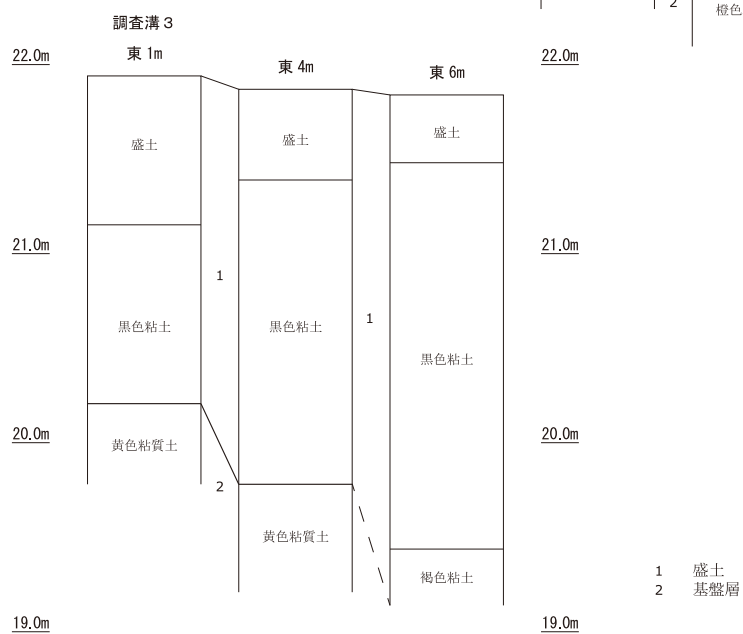 2
橙色
調査溝３
22.0m
東 1m
東 4m
東 6m
22.0m
盛土
盛土
盛土
21.0m
21.0m
1
1
黒色粘土
黒色粘土
黒色粘土
20.0m
20.0m
黄色粘質土
2
黄色粘質土
褐色粘土
1 盛土
2 基盤層
19.0m
19.0m